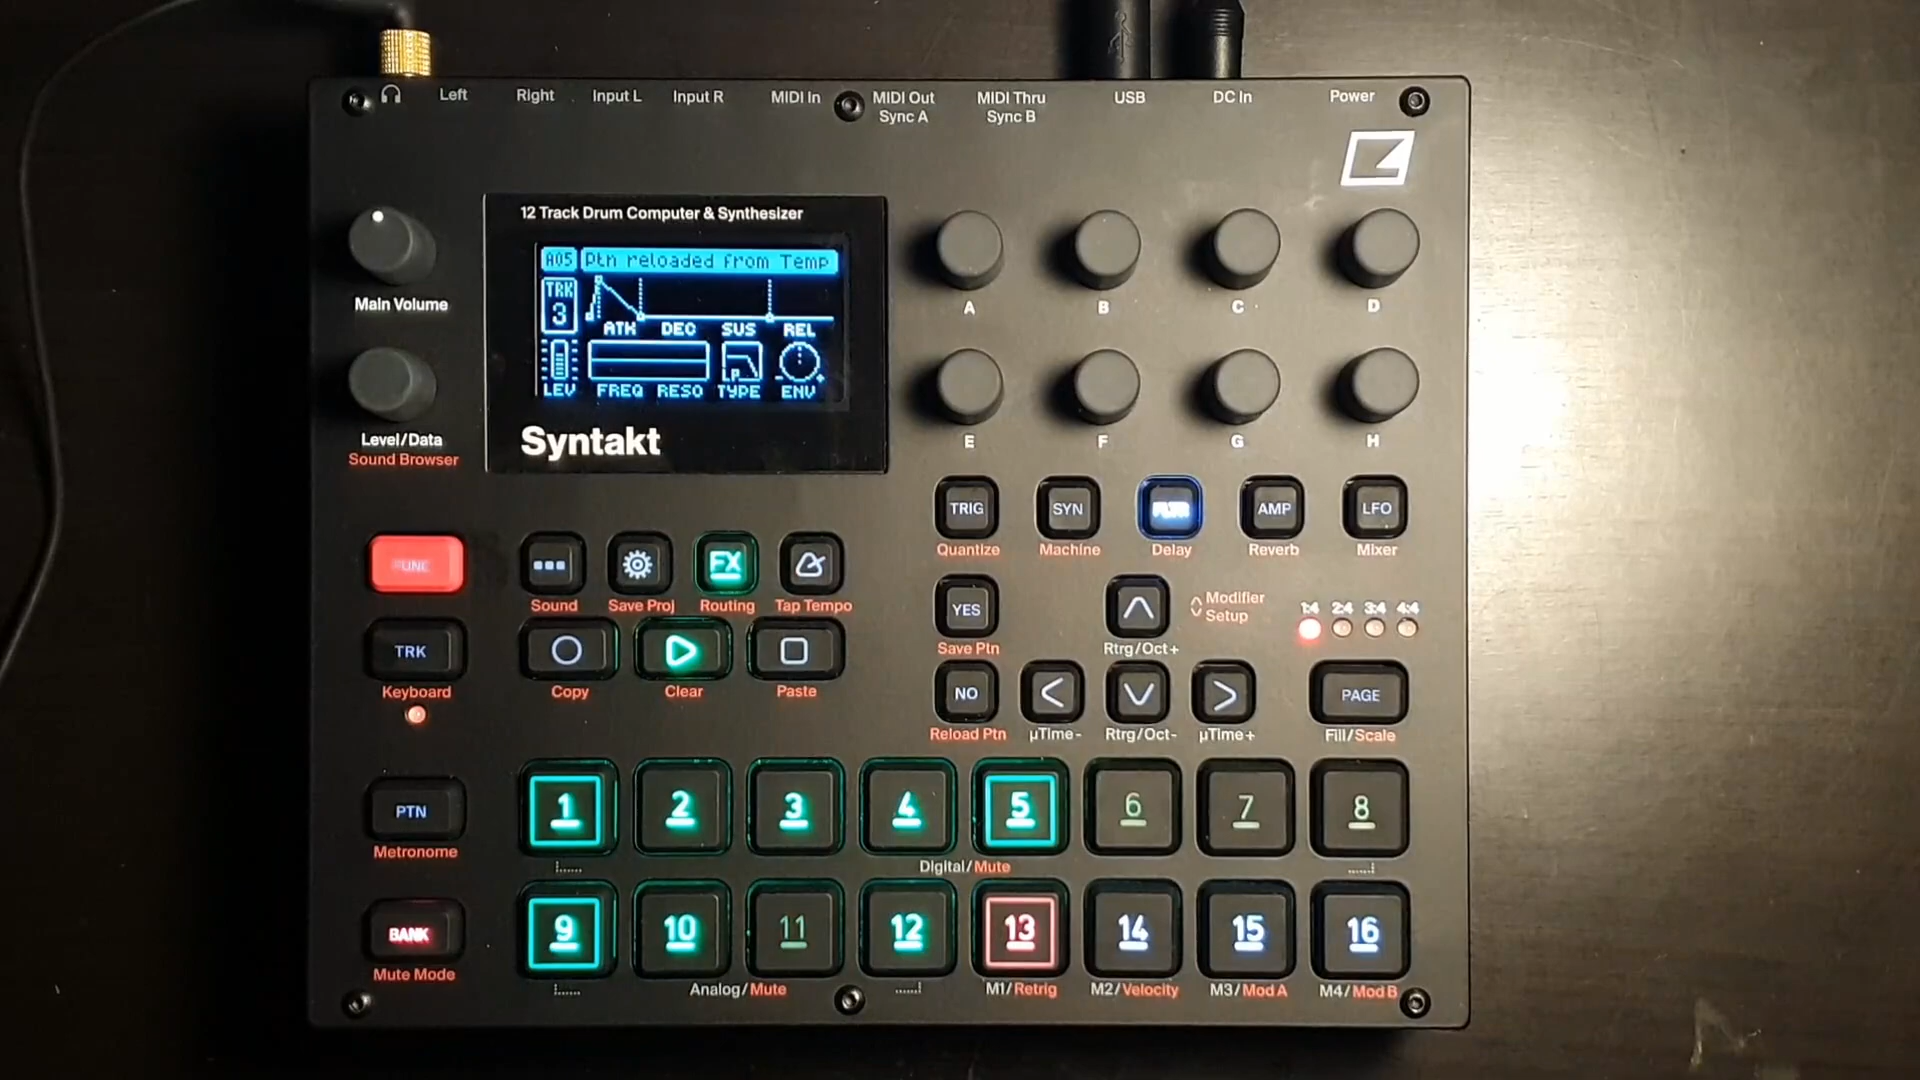 Left Right Input L Input R MIDI In MIDI Out MIDI Thru USB DC In Power
Sync A Sync B
12 Track Drum Computer & Synthesizer
A05 Ptn reloaded from Temp
TRK
3
ATK DEC SUS REL
LEV FREQ RESO TYPE ENV
Syntakt
Main Volume
Level/Data
Sound Browser
A B C D
E F G H
TRIG SYN FLTR AMP LFO
Quantize Machine Delay Reverb Mixer
FUNC FX
Sound Save Proj Routing Tap Tempo
YES
Save Ptn Rtrg/Oct+
Modifier
Setup
1:4 2:4 3:4 4:4
TRK
Keyboard
Copy Clear Paste
NO PAGE
Reload Ptn µTime- Rtrg/Oct- µTime+ Fill/Scale
PTN
Metronome
1 2 3 4 5 6 7 8
Digital/Mute
BANK
Mute Mode
9 10 11 12 13 14 15 16
Analog/Mute M1/Retrig M2/Velocity M3/Mod A M4/Mod B